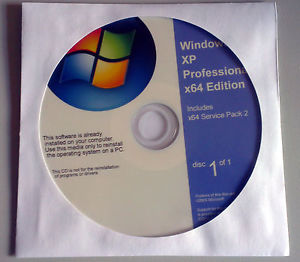 Windows
XP
Professional
x64 Edition
Includes
x64 Service Pack 2
This software is already
installed on your computer.
Use this media only to reinstall
the operating system on a PC.
disc 1 of 1
This CD is not for the reinstallation
of programs or drivers